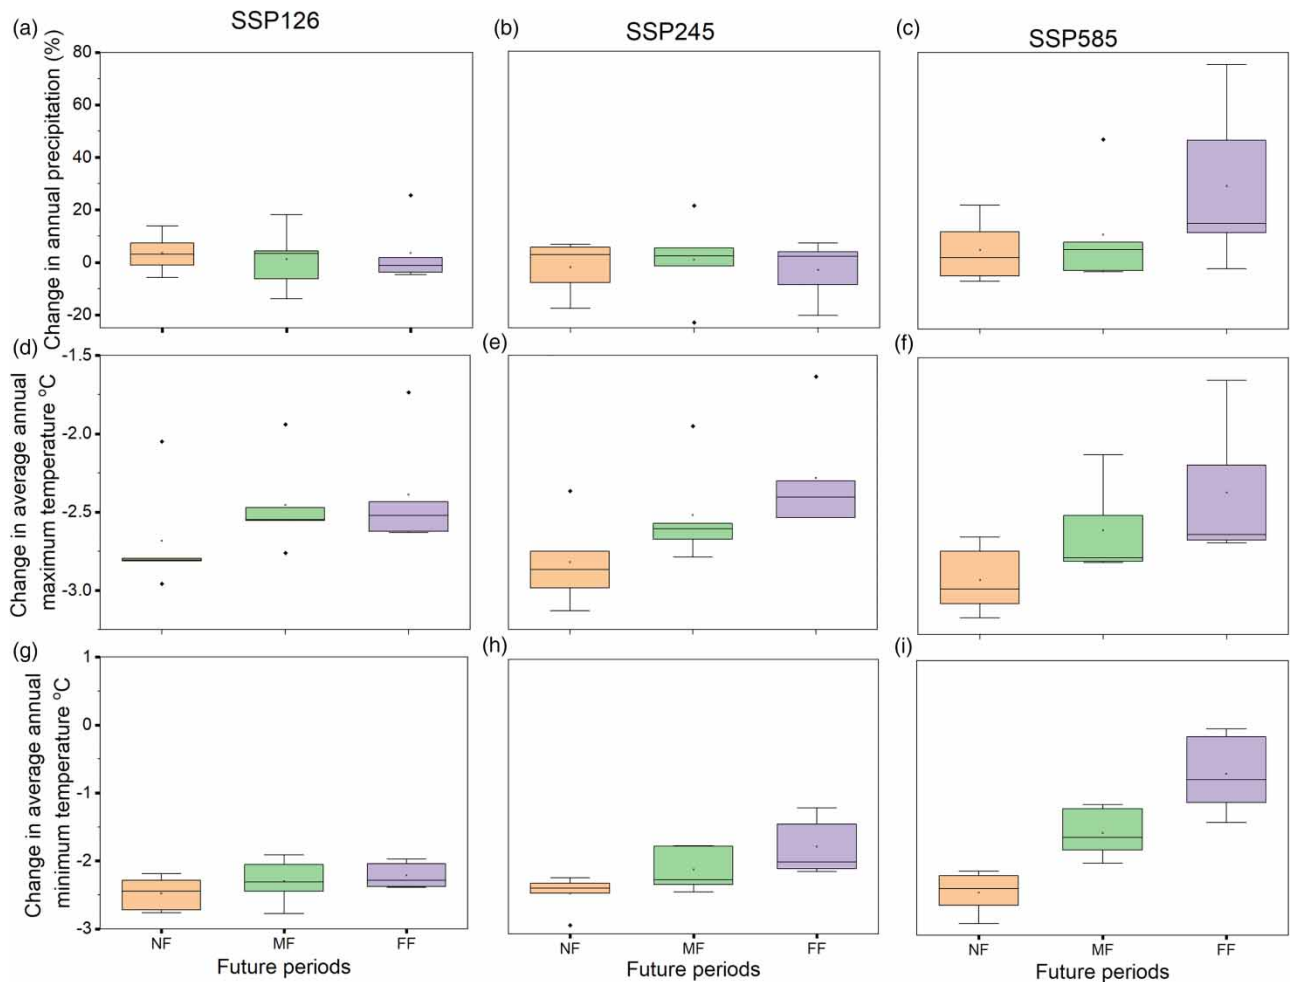 (a) SSP126
(b) SSP245
(c) SSP585
Change in annual precipitation (%)
80
60
40
20
0
-20
(d)
(e)
(f)
Change in average annual
maximum temperature °C
-1.5
-2.0
-2.5
-3.0
(g)
(h)
(i)
Change in average annual
minimum temperature °C
1
0
-1
-2
-3
NF MF FF
NF MF FF
NF MF FF
Future periods
Future periods
Future periods